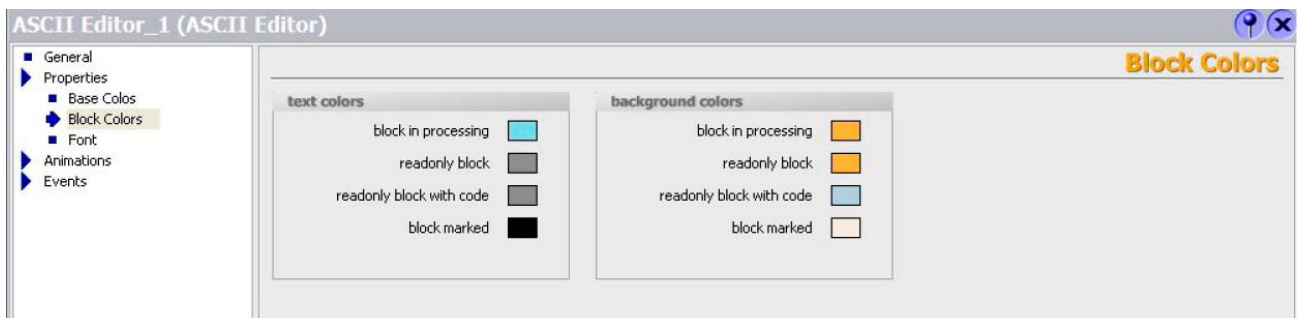 ASCII Editor_1 (ASCII Editor)
General
Properties
Base Colos
Block Colors
Font
Animations
Events
Block Colors
text colors
block in processing
readonly block
readonly block with code
block marked
background colors
block in processing
readonly block
readonly block with code
block marked